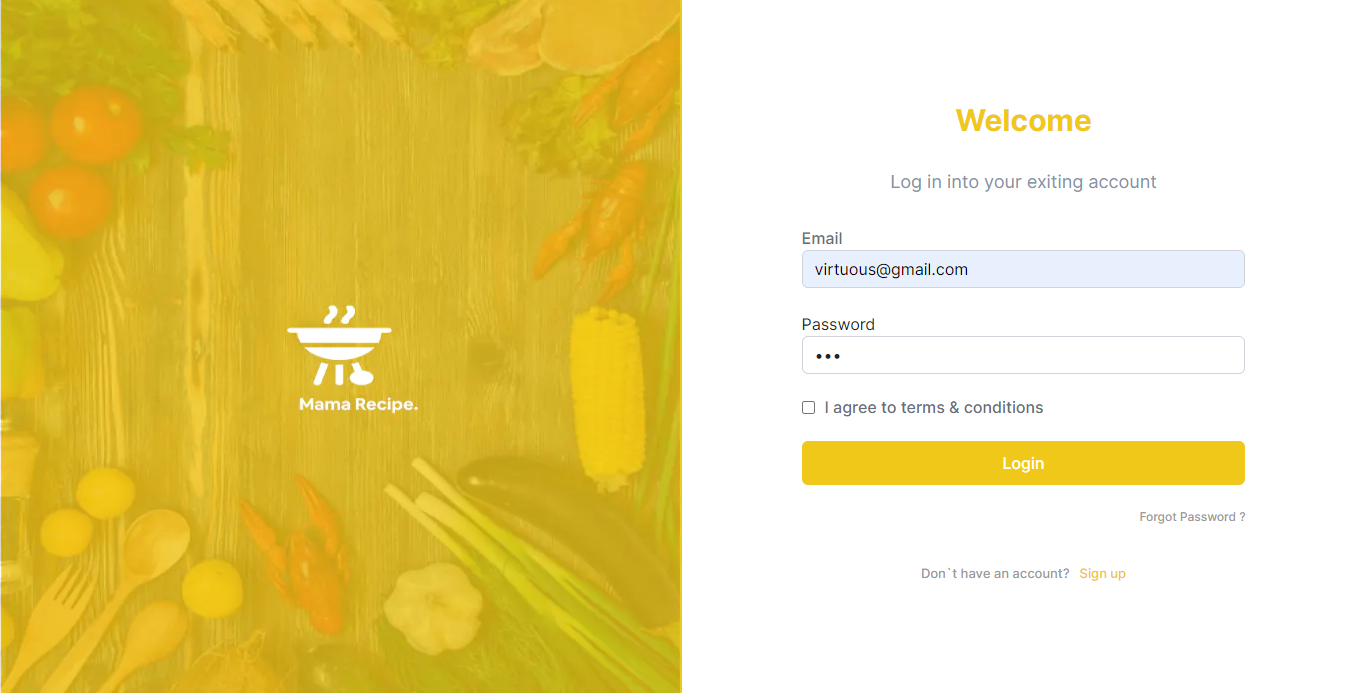 Mama Recipe.
Welcome
Log in into your exiting account
Email
virtuous@gmail.com
Password
•••
I agree to terms & conditions
Login
Forgot Password ?
Don`t have an account? Sign up